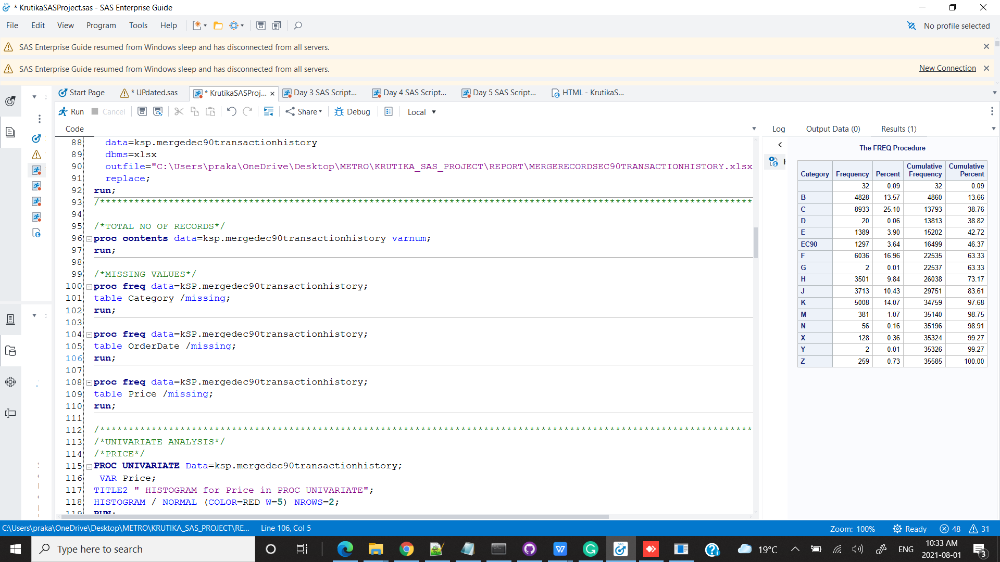 * KrutikaSASProject.sas - SAS Enterprise Guide
File Edit View Program Tools Help
No profile selected
SAS Enterprise Guide resumed from Windows sleep and has disconnected from all servers.
SAS Enterprise Guide resumed from Windows sleep and has disconnected from all servers.
New Connection
Start Page * UPdated.sas * KrutikaSASProj... Day 3 SAS Script... Day 4 SAS Script... Day 5 SAS Script... HTML - KrutikaS...
Run Cancel Share Debug Local
Code
88 data=ksp.mergedec90transactionhistory
89 dbms=xlsx
90 outfile="C:\Users\praka\OneDrive\Desktop\METRO\KRUTIKA_SAS_PROJECT\REPORT\MERGERECORDSEC90TRANSACTIONHISTORY.xlsx
91 replace;
92 run;
93 /******************************************************************************************************************
94
95 /*TOTAL NO OF RECORDS*/
96 proc contents data=ksp.mergedec90transactionhistory varnum;
97 run;
98
99 /*MISSING VALUES*/
100 proc freq data=kSP.mergedec90transactionhistory;
101 table Category /missing;
102 run;
103
104 proc freq data=kSP.mergedec90transactionhistory;
105 table OrderDate /missing;
106 run;
107
108 proc freq data=kSP.mergedec90transactionhistory;
109 table Price /missing;
110 run;
111
112 /******************************************************************************************************************
113 /*UNIVARIATE ANALYSIS*/
114 /*PRICE*/
115 PROC UNIVARIATE Data=ksp.mergedec90transactionhistory;
116 VAR Price;
117 TITLE2 " HISTOGRAM for Price in PROC UNIVARIATE";
118 HISTOGRAM / NORMAL (COLOR=RED W=5) NROWS=2;
119 RUN;
Log Output Data (0) Results (1)
The FREQ Procedure
Category Frequency Percent Cumulative Frequency Cumulative Percent
32 0.09 32 0.09
B 4828 13.57 4860 13.66
C 8933 25.10 13793 38.76
D 20 0.06 13813 38.82
E 1389 3.90 15202 42.72
EC90 1297 3.64 16499 46.37
F 6036 16.96 22535 63.33
G 2 0.01 22537 63.33
H 3501 9.84 26038 73.17
J 3713 10.43 29751 83.61
K 5008 14.07 34759 97.68
M 381 1.07 35140 98.75
N 56 0.16 35196 98.91
X 128 0.36 35324 99.27
Y 2 0.01 35326 99.27
Z 259 0.73 35585 100.00
C:\Users\praka\OneDrive\Desktop\METRO\KRUTIKA_SAS_PROJECT\RE... Line 106, Col 5 Zoom: 100% Ready 48 31
Type here to search
19°C ENG 10:33 AM
2021-08-01
3